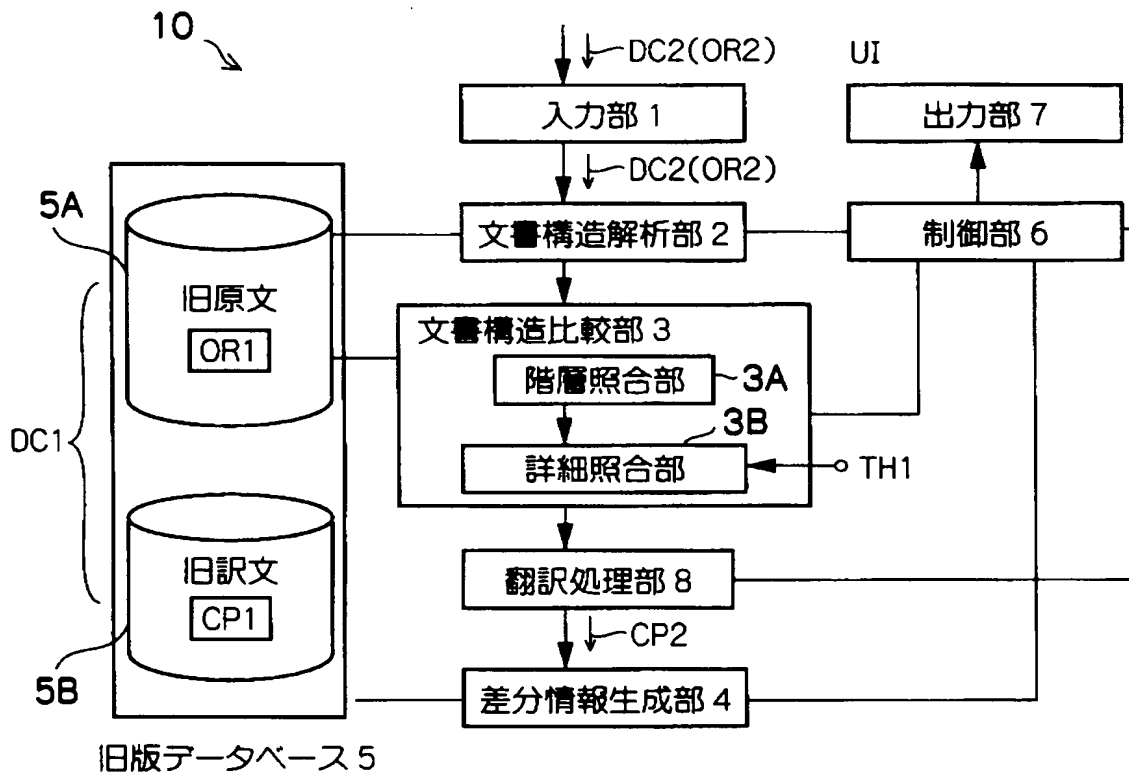 10
DC2(OR2)
UI
入力部 1
出力部 7
DC2(OR2)
5A
文書構造解析部 2
制御部 6
旧原文
OR1
文書構造比較部 3
階層照合部
3A
3B
DC1
詳細照合部
TH1
旧訳文
CP1
翻訳処理部 8
CP2
5B
差分情報生成部 4
旧版データベース 5